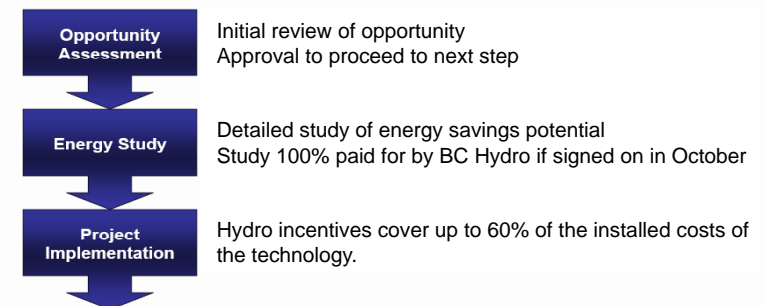 Opportunity
Assessment
Initial review of opportunity
Approval to proceed to next step
Energy Study
Detailed study of energy savings potential
Study 100% paid for by BC Hydro if signed on in October
Project
Implementation
Hydro incentives cover up to 60% of the installed costs of
the technology.